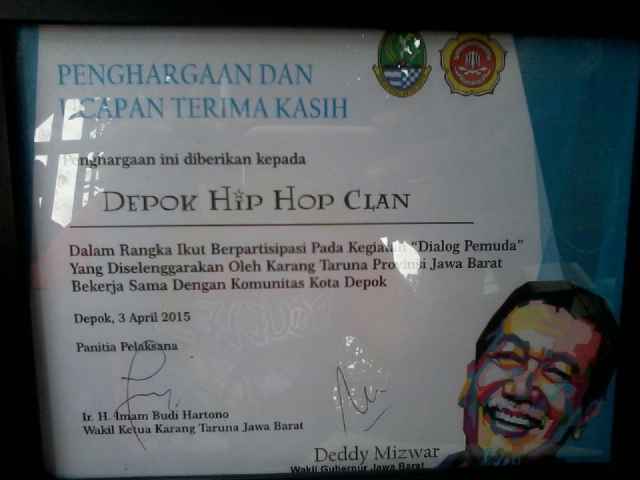 PENGHARGAAN DAN
UCAPAN TERIMA KASIH
Penghargaan ini diberikan kepada
DEPOK HIP HOP CLAN
Dalam Rangka Ikut Berpartisipasi Pada Kegiatan "Dialog Pemuda"
Yang Diselenggarakan Oleh Karang Taruna Provinsi Jawa Barat
Bekerja Sama Dengan Komunitas Kota Depok
Depok, 3 April 2015
Panitia Pelaksana
Ir. H. Imam Budi Hartono
Wakil Ketua Karang Taruna Jawa Barat
Deddy Mizwar
Wakil Gubernur Jawa Barat